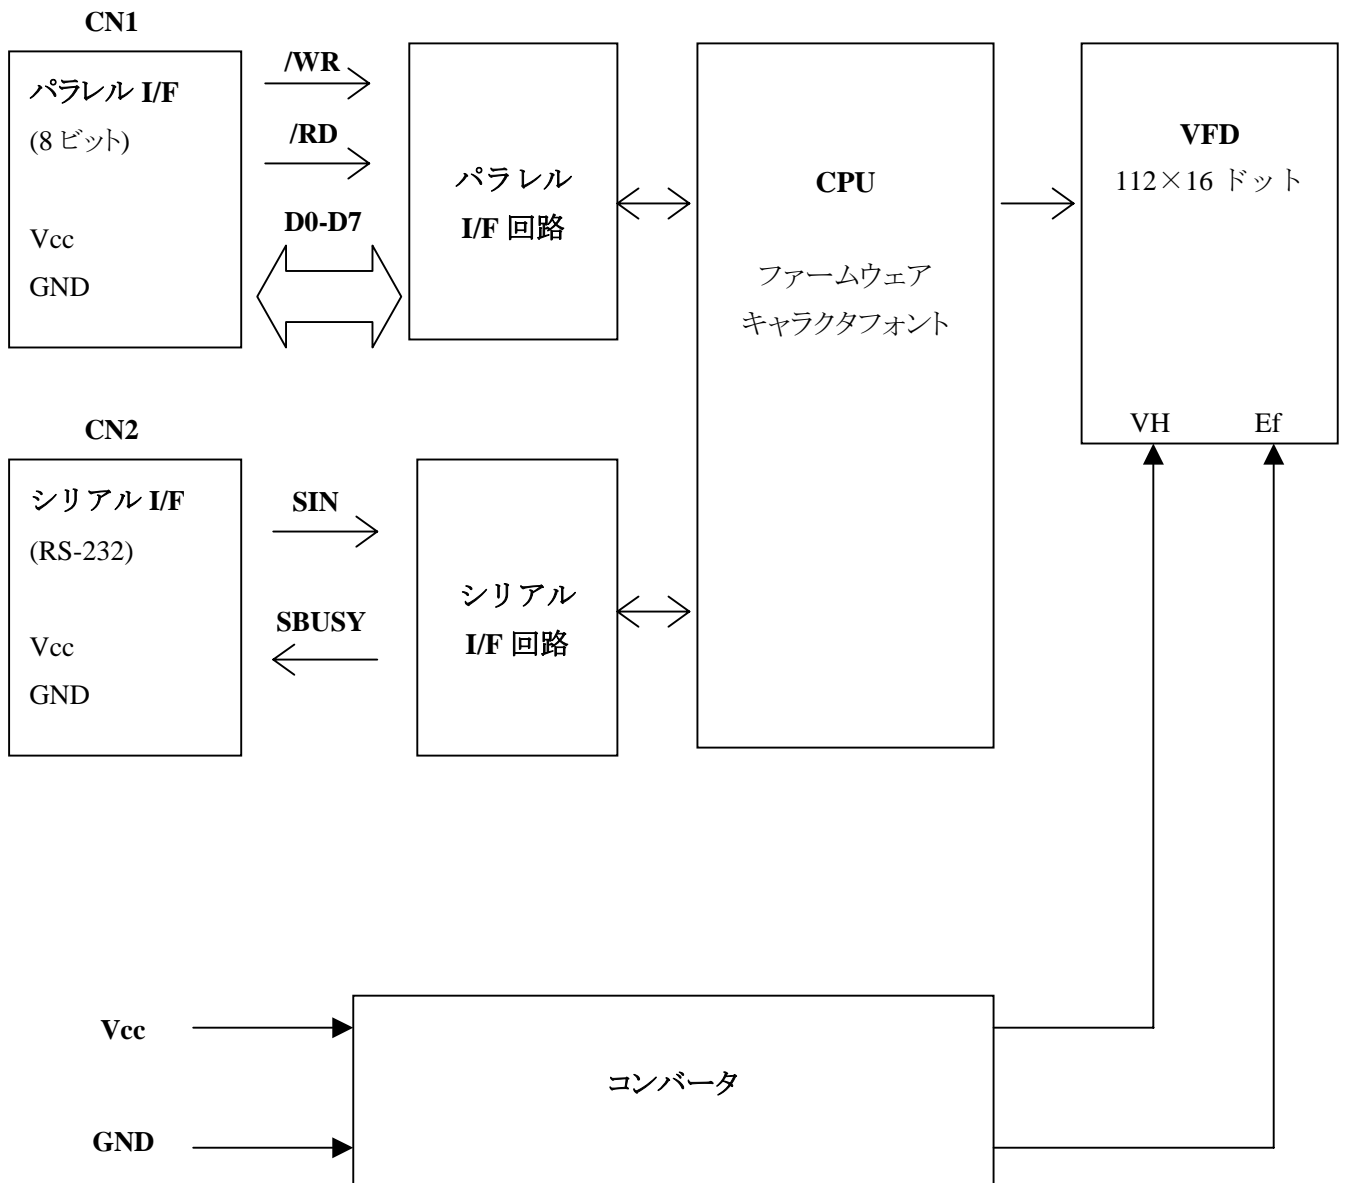 CN1
パラレル I/F
(8 ビット)
Vcc
GND
/WR
/RD
D0-D7
パラレル
I/F 回路
CPU
ファームウェア
キャラクタフォント
VFD
112×16 ドット
VH
Ef
CN2
シリアル I/F
(RS-232)
Vcc
GND
SIN
SBUSY
シリアル
I/F 回路
Vcc
GND
コンバータ